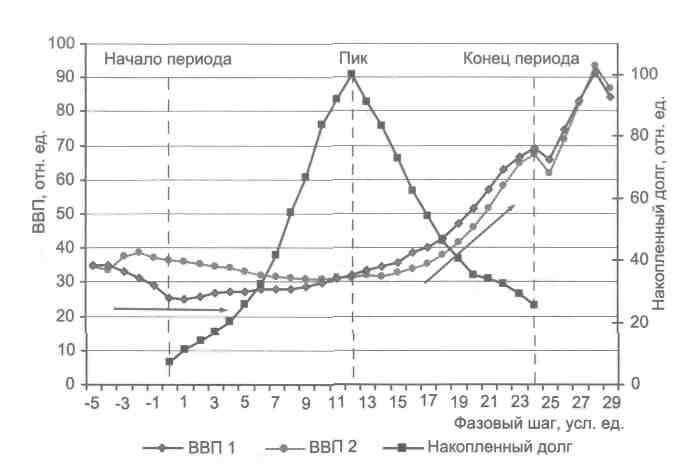 Начало периода
Пик
Конец периода
ВВП, отн. ед.
100
90
80
70
60
50
40
30
20
10
0
Накопленный долг, отн. ед.
100
80
60
40
20
0
-5 -3 -1 1 3 5 7 9 11 13 15 17 19 21 23 25 27 29
Фазовый шаг, усл. ед.
ВВП 1 ВВП 2 Накопленный долг